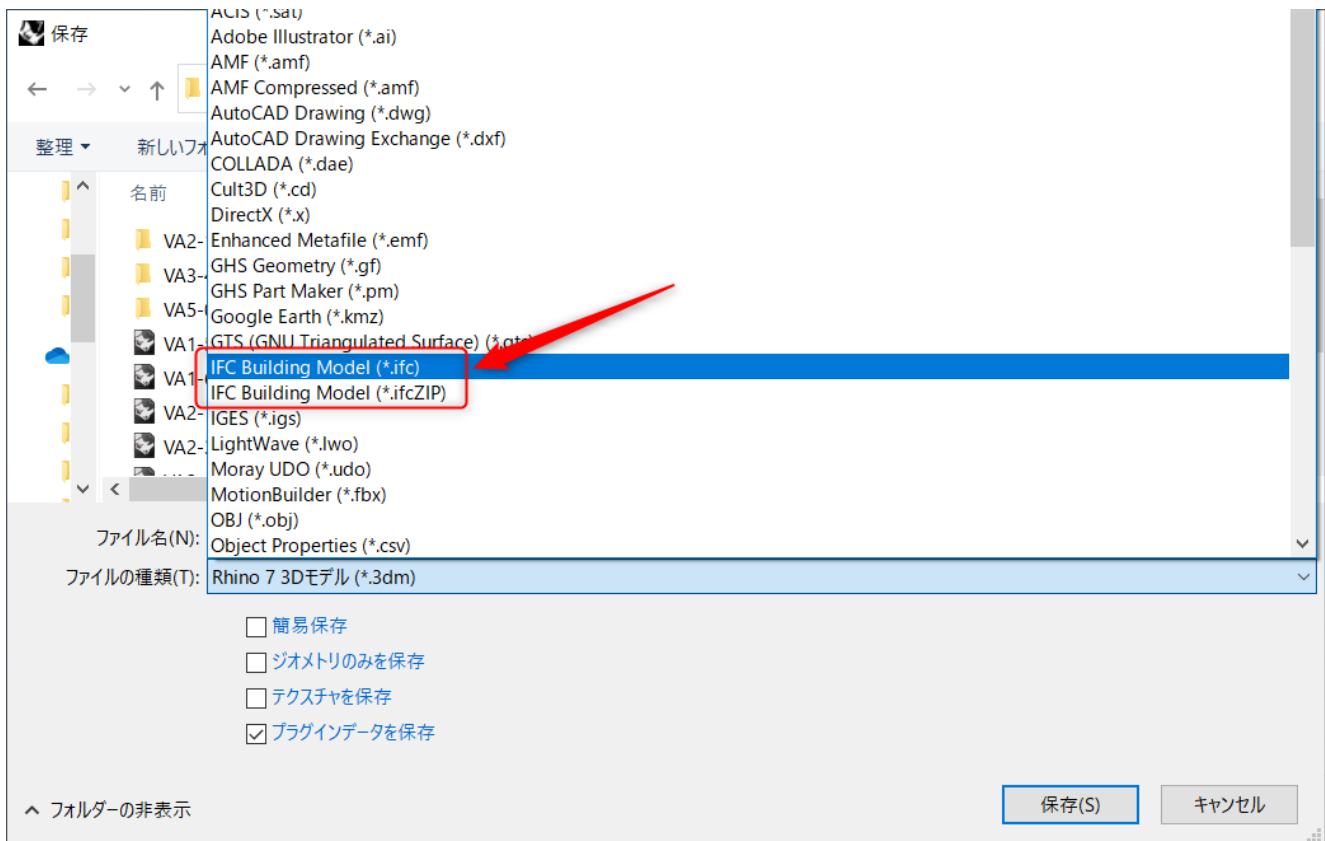 保存
ACIS (*.sat)
Adobe Illustrator (*.ai)
AMF (*.amf)
AMF Compressed (*.amf)
AutoCAD Drawing (*.dwg)
AutoCAD Drawing Exchange (*.dxf)
COLLADA (*.dae)
Cult3D (*.cd)
DirectX (*.x)
Enhanced Metafile (*.emf)
GHS Geometry (*.gf)
GHS Part Maker (*.pm)
Google Earth (*.kmz)
GTS (GNU Triangulated Surface) (*.gts)
IFC Building Model (*.ifc)
IFC Building Model (*.ifcZIP)
IGES (*.igs)
LightWave (*.lwo)
Moray UDO (*.udo)
MotionBuilder (*.fbx)
OBJ (*.obj)
Object Properties (*.csv)
整理
新しいフォ
名前
VA2-
VA3-
VA5-
VA1-
VA1-
VA2-
VA2-
ファイル名(N):
ファイルの種類(T): Rhino 7 3Dモデル (*.3dm)
簡易保存
ジオメトリのみを保存
テクスチャを保存
プラグインデータを保存
フォルダーの非表示
保存(S)
キャンセル